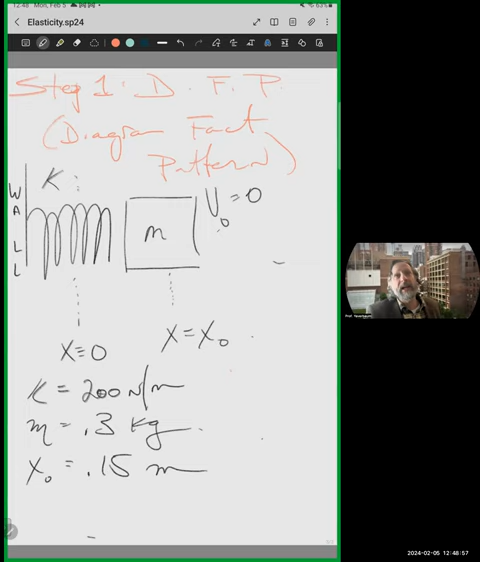 12:48 Mon, Feb 5
63%
Elasticity.sp24
Step 1: D. F. P.
(Diagram Fact
Pattern)
WALL
K
m
V₀ = 0
X=0
X=X₀
K = 200 N/m
m = .3 kg
X₀ = .15 m
2024-02-05 12:48:57